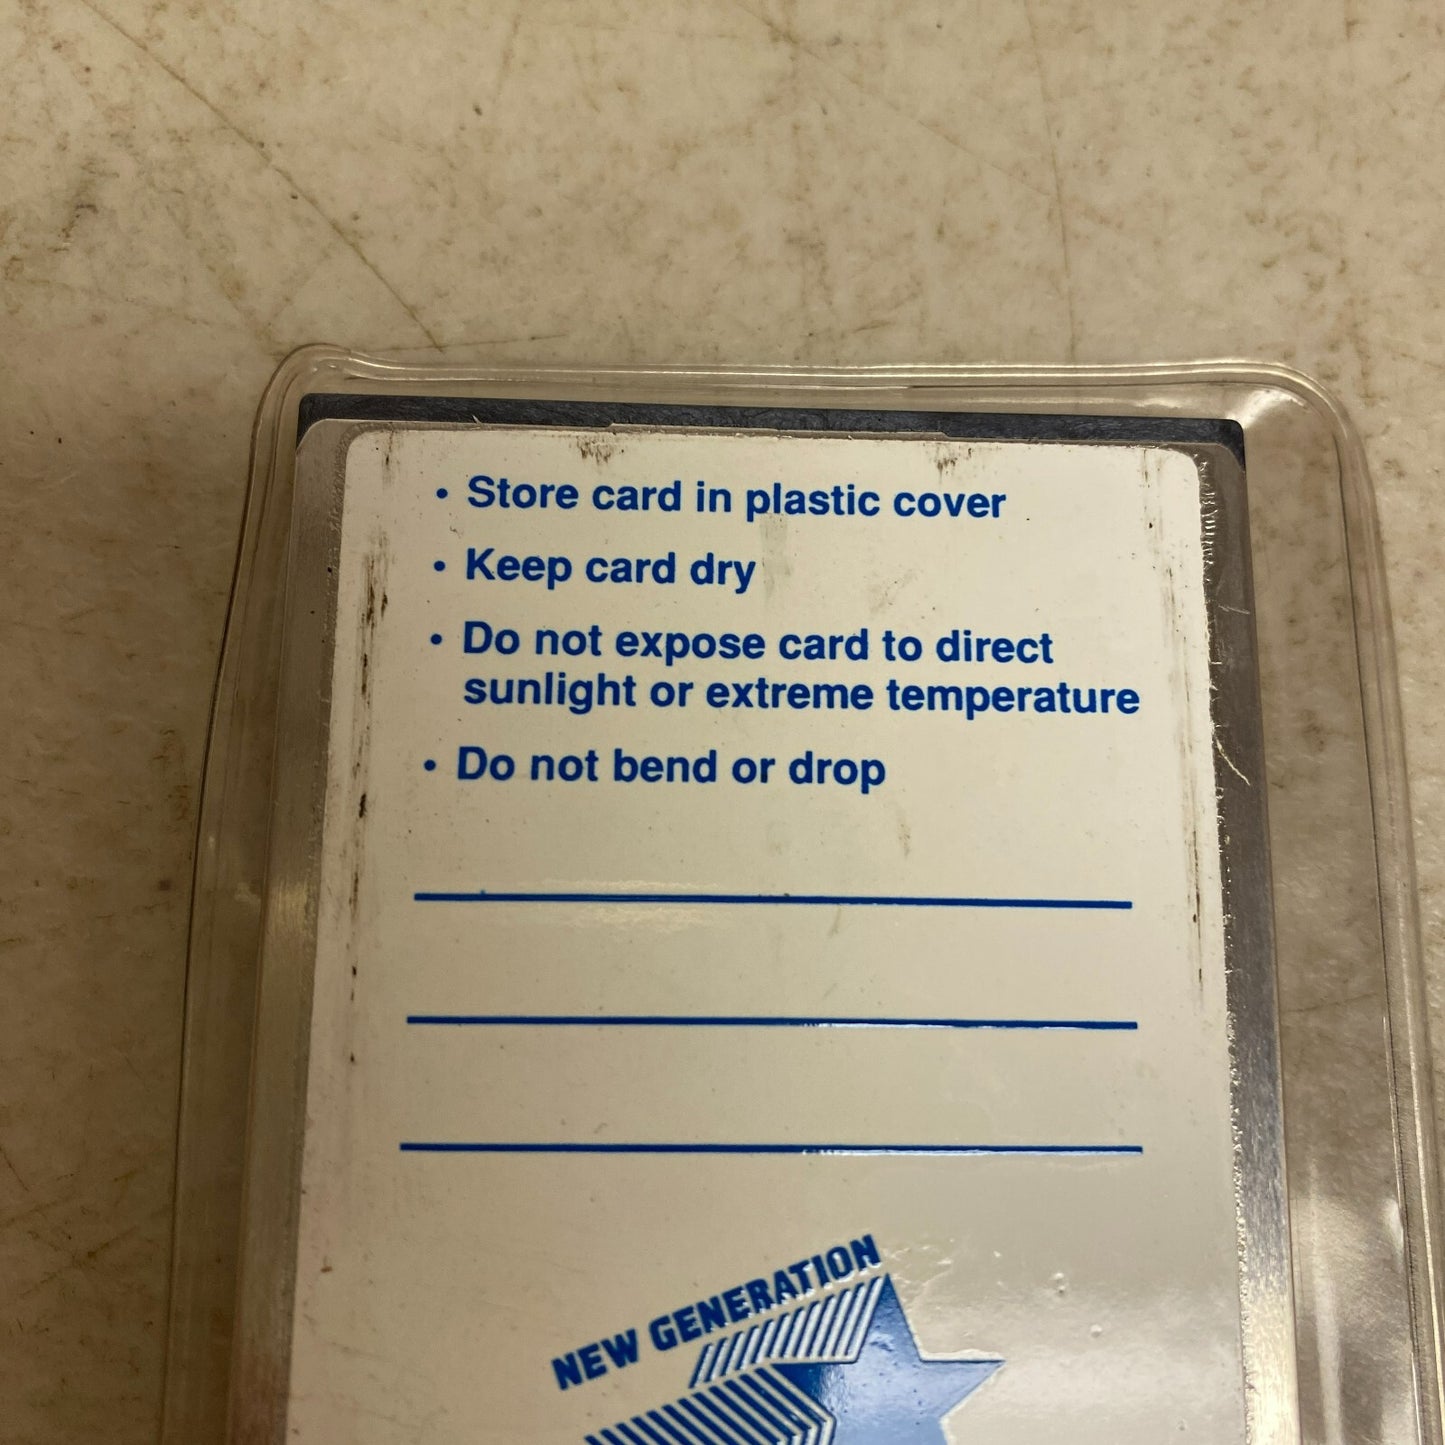 • Store card in plastic cover
• Keep card dry
• Do not expose card to direct
sunlight or extreme temperature
• Do not bend or drop
NEW GENERATION